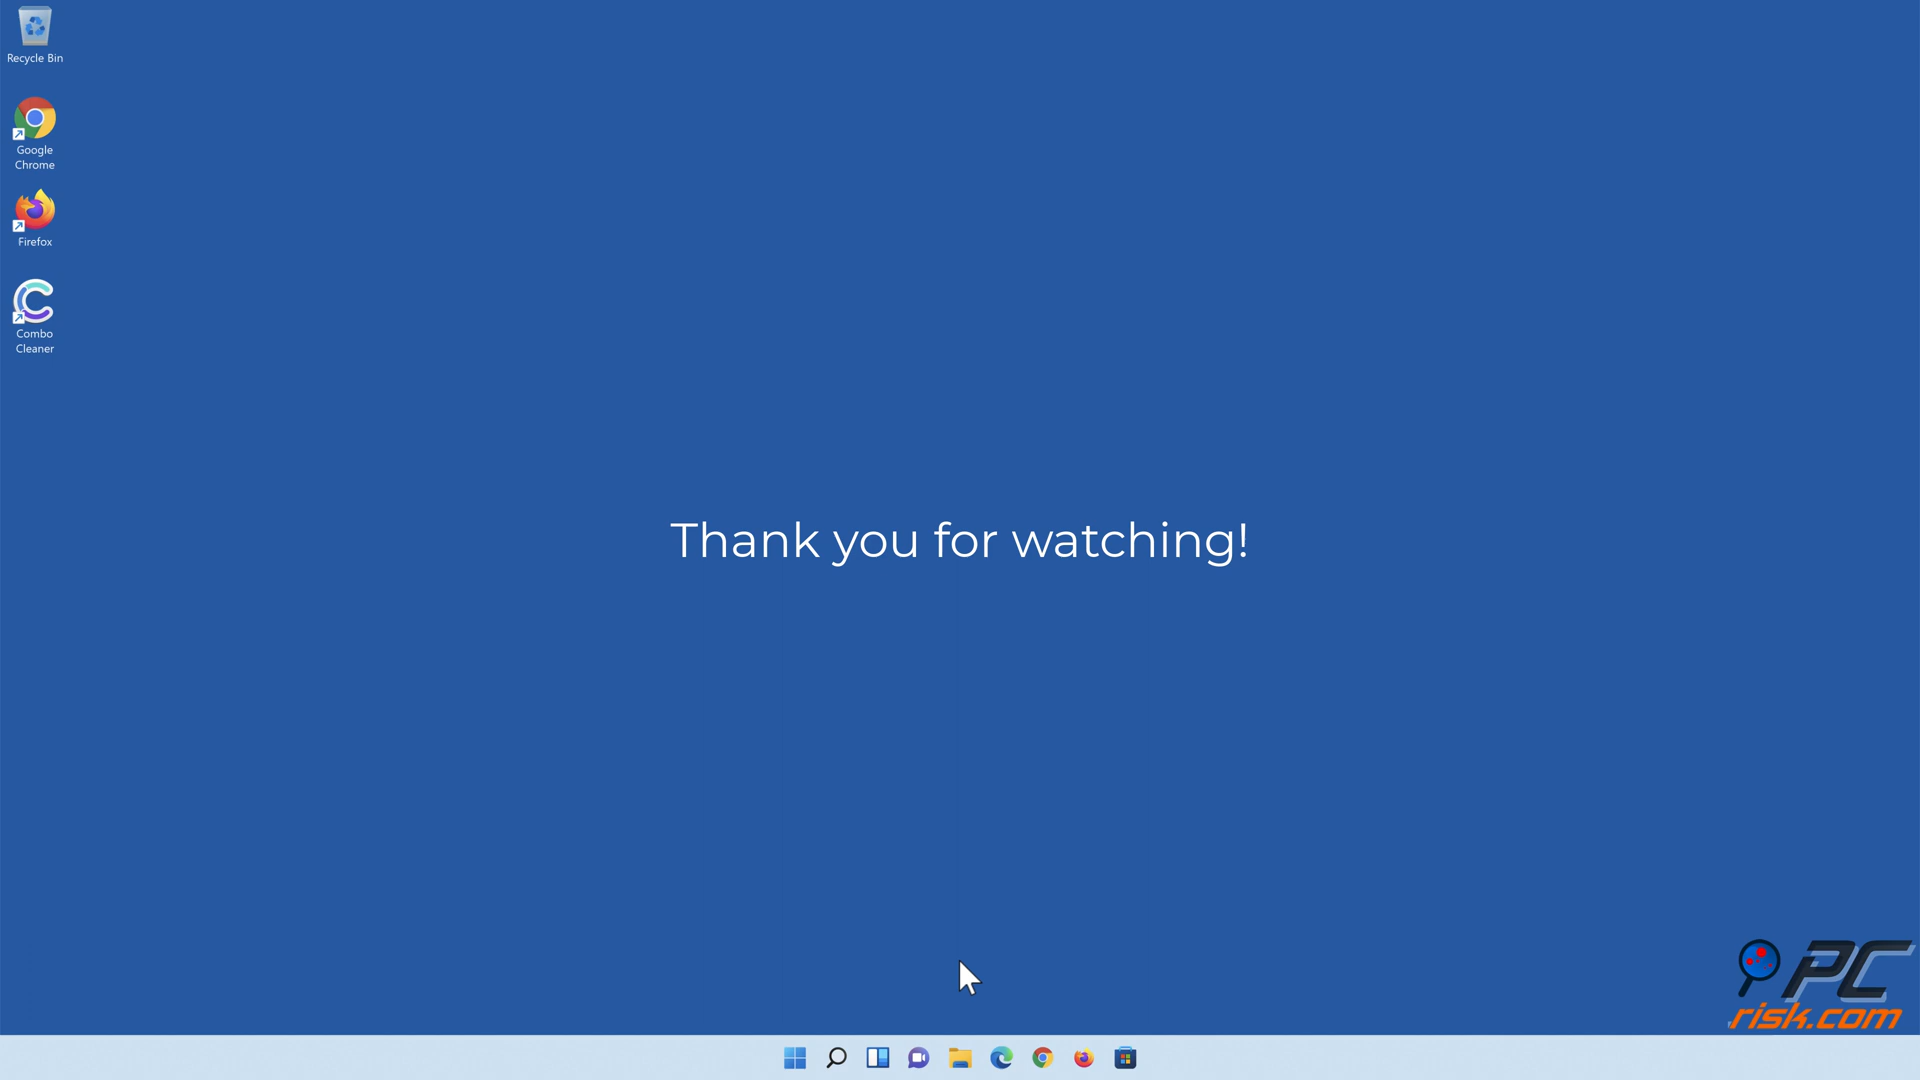 Recycle Bin
Google
Chrome
Firefox
Combo
Cleaner
Thank you for watching!
PC
risk.com